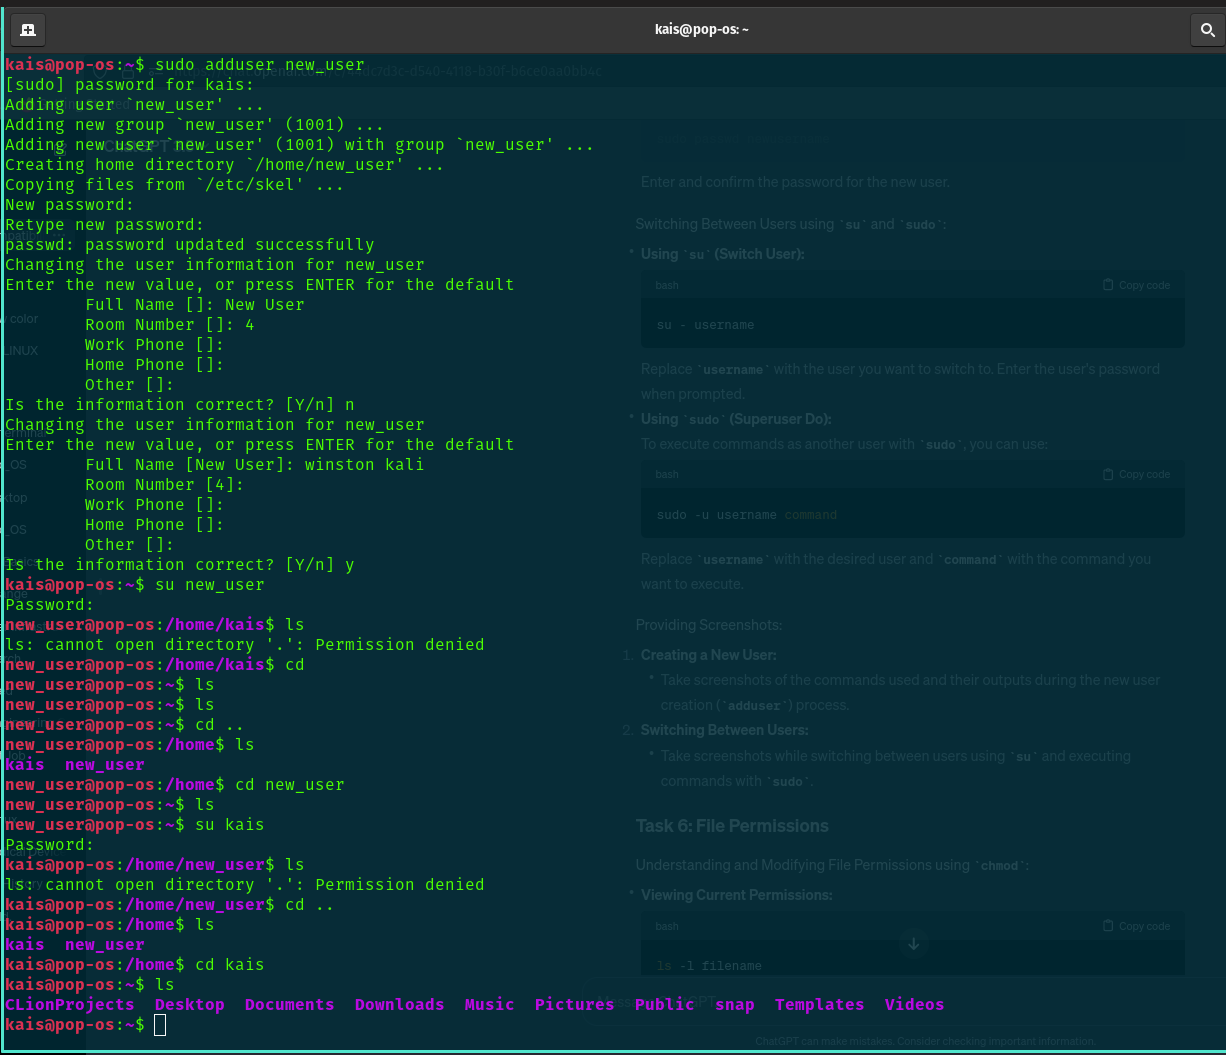 kais@pop-os: ~
kais@pop-os:~$ sudo adduser new_user
[sudo] password for kais:
Adding user `new_user' ...
Adding new group `new_user' (1001) ...
Adding new user `new_user' (1001) with group `new_user' ...
Creating home directory `/home/new_user' ...
Copying files from `/etc/skel' ...
New password:
Retype new password:
passwd: password updated successfully
Changing the user information for new_user
Enter the new value, or press ENTER for the default
Full Name []: New User
Room Number []: 4
Work Phone []:
Home Phone []:
Other []:
Is the information correct? [Y/n] n
Changing the user information for new_user
Enter the new value, or press ENTER for the default
Full Name [New User]: winston kali
Room Number [4]:
Work Phone []:
Home Phone []:
Other []:
Is the information correct? [Y/n] y
kais@pop-os:~$ su new_user
Password:
new_user@pop-os:/home/kais$ ls
ls: cannot open directory '.': Permission denied
new_user@pop-os:/home/kais$ cd
new_user@pop-os:~$ ls
new_user@pop-os:~$ ls
new_user@pop-os:~$ cd ..
new_user@pop-os:/home$ ls
kais  new_user
new_user@pop-os:/home$ cd new_user
new_user@pop-os:~$ ls
new_user@pop-os:~$ su kais
Password:
kais@pop-os:/home/new_user$ ls
ls: cannot open directory '.': Permission denied
kais@pop-os:/home/new_user$ cd ..
kais@pop-os:/home$ ls
kais  new_user
kais@pop-os:/home$ cd kais
kais@pop-os:~$ ls
CLionProjects  Desktop  Documents  Downloads  Music  Pictures  Public  snap  Templates  Videos
kais@pop-os:~$
Enter and confirm the password for the new user.
Switching Between Users using `su` and `sudo`:
• Using `su` (Switch User):
bash Copy code
su - username
Replace `username` with the user you want to switch to. Enter the user's password
when prompted.
• Using `sudo` (Superuser Do):
To execute commands as another user with `sudo`, you can use:
bash Copy code
sudo -u username command
Replace `username` with the desired user and `command` with the command you
want to execute.
Providing Screenshots:
1. Creating a New User:
• Take screenshots of the commands used and their outputs during the new user
creation (`adduser`) process.
2. Switching Between Users:
• Take screenshots while switching between users using `su` and executing
commands with `sudo`.
Task 6: File Permissions
Understanding and Modifying File Permissions using `chmod`:
• Viewing Current Permissions:
bash Copy code
ls -l filename
ChatGPT can make mistakes. Consider checking important information.